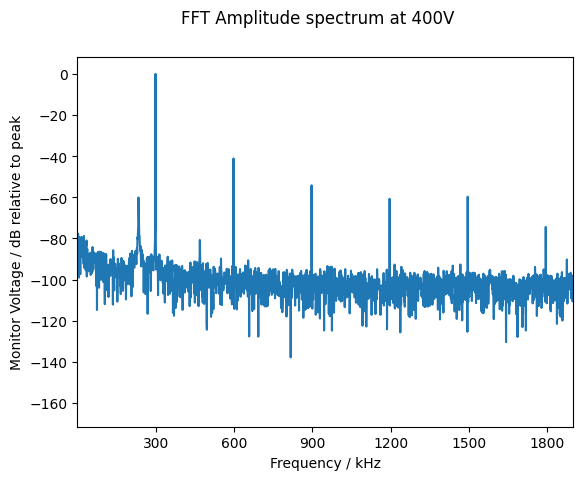 FFT Amplitude spectrum at 400V
Monitor Voltage / dB relative to peak
0
−20
−40
−60
−80
−100
−120
−140
−160
300 600 900 1200 1500 1800
Frequency / kHz